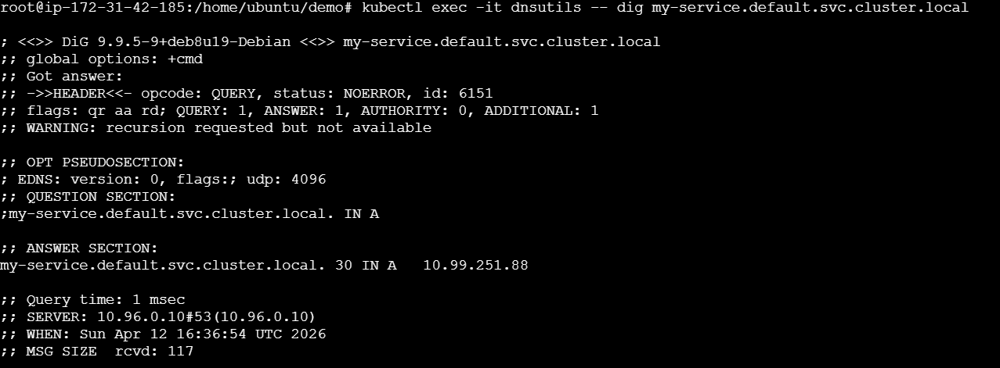 root@ip-172-31-42-185:/home/ubuntu/demo# kubectl exec -it dnsutils -- dig my-service.default.svc.cluster.local

; <<>> DiG 9.9.5-9+deb8u19-Debian <<>> my-service.default.svc.cluster.local
;; global options: +cmd
;; Got answer:
;; ->>HEADER<<- opcode: QUERY, status: NOERROR, id: 6151
;; flags: qr aa rd; QUERY: 1, ANSWER: 1, AUTHORITY: 0, ADDITIONAL: 1
;; WARNING: recursion requested but not available

;; OPT PSEUDOSECTION:
; EDNS: version: 0, flags:; udp: 4096
;; QUESTION SECTION:
;my-service.default.svc.cluster.local. IN A

;; ANSWER SECTION:
my-service.default.svc.cluster.local. 30 IN A   10.99.251.88

;; Query time: 1 msec
;; SERVER: 10.96.0.10#53(10.96.0.10)
;; WHEN: Sun Apr 12 16:36:54 UTC 2026
;; MSG SIZE  rcvd: 117